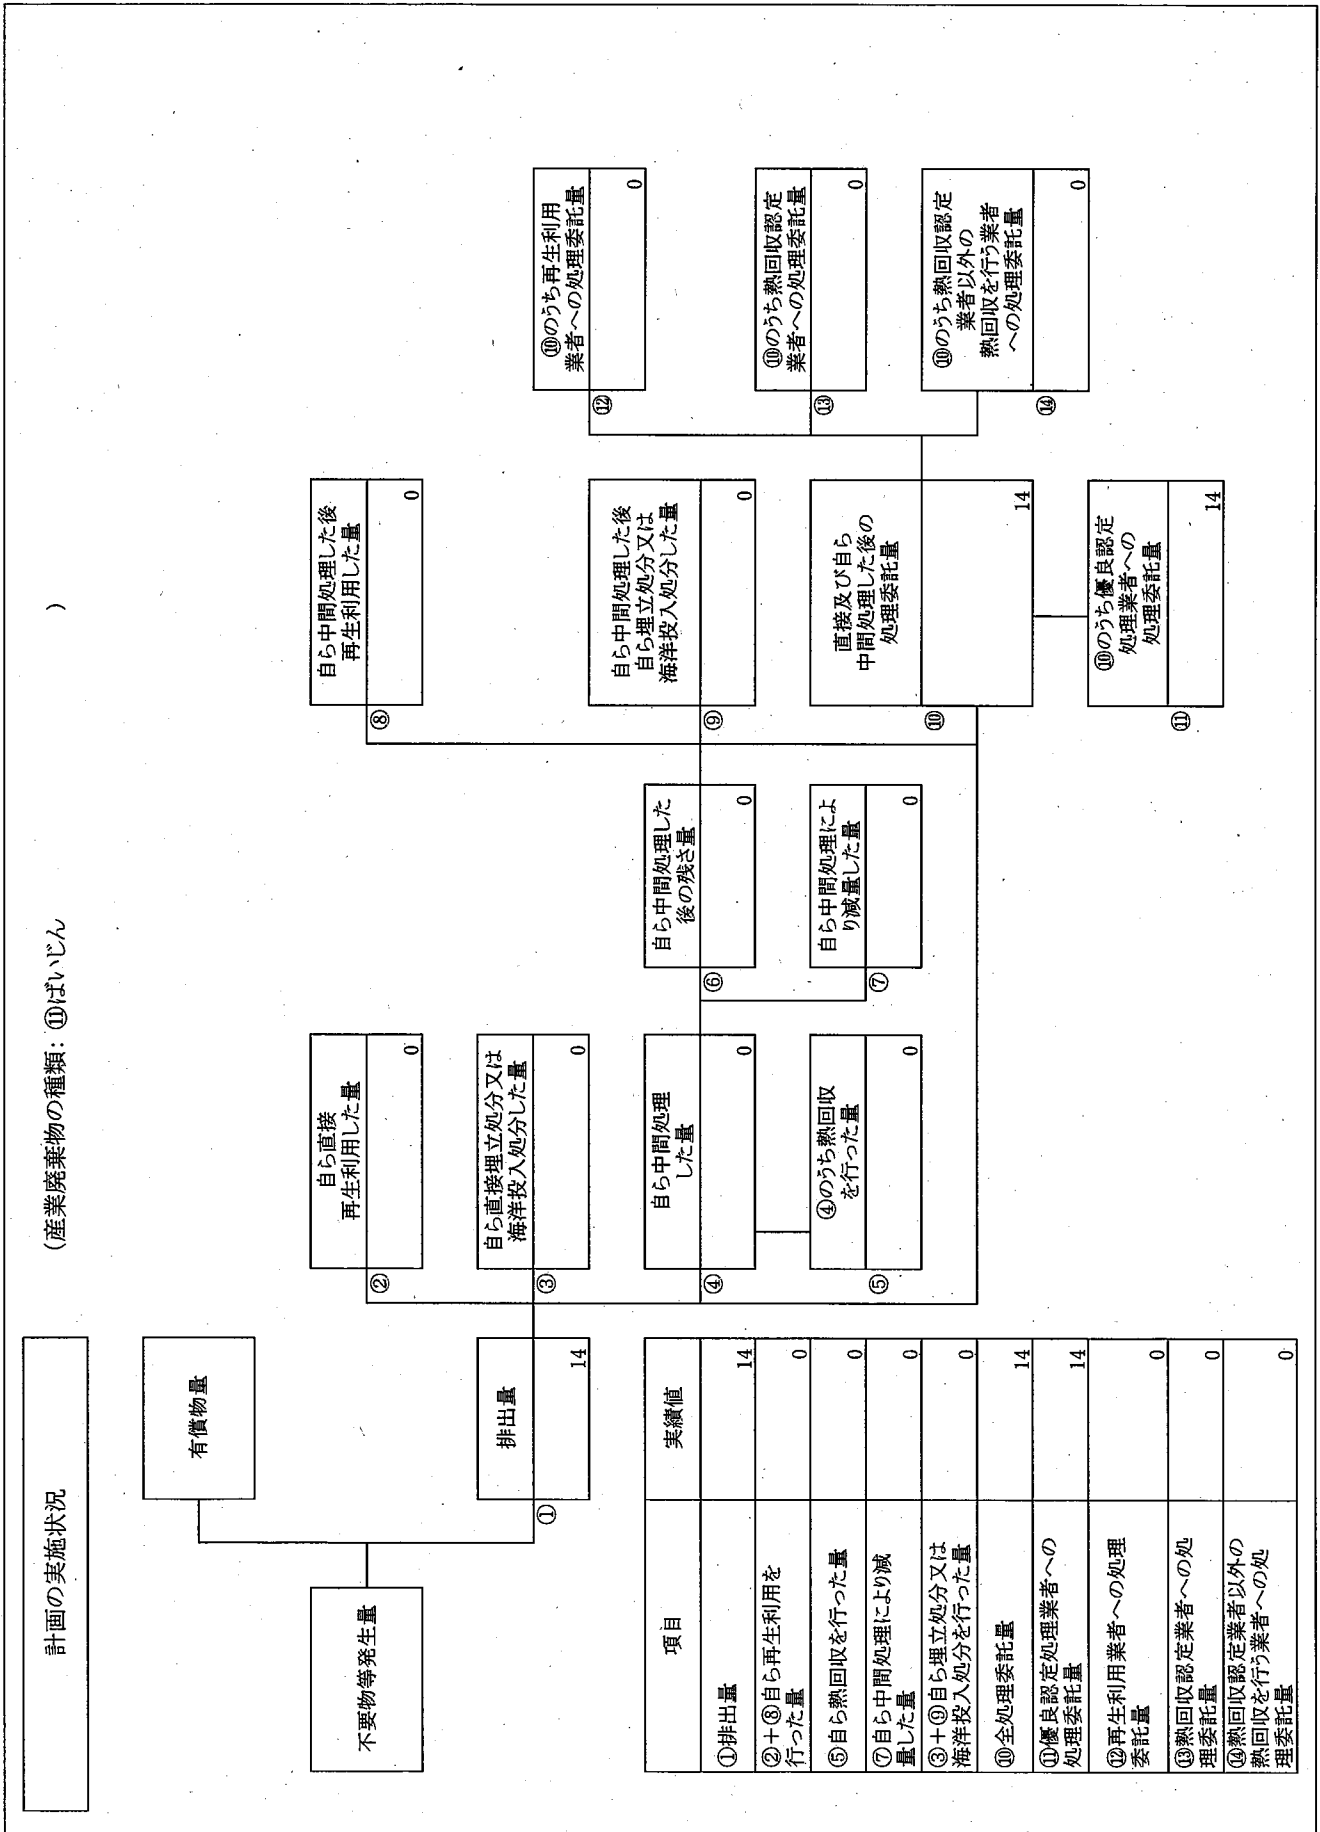 計画の実施状況
(産業廃棄物の種類:⑪ばいじん
)
不要物等発生量
有償物量
①
排出量
14
②
自ら直接
再生利用した量
0
③
自ら直接埋立処分又は
海洋投入処分した量
0
④
自ら中間処理
した量
0
⑤
④のうち熱回収
を行った量
0
⑥
自ら中間処理した
後の残さ量
0
⑦
自ら中間処理によ
り減量した量
0
⑧
自ら中間処理した後
再生利用した量
0
⑨
自ら中間処理した後
自ら埋立処分又は
海洋投入処分した量
0
⑩
直接及び自ら
中間処理した後の
処理委託量
14
⑪
⑩のうち優良認定
処理業者への
処理委託量
14
⑫
⑩のうち再生利用
業者への処理委託量
0
⑬
⑩のうち熱回収認定
業者への処理委託量
0
⑭
⑩のうち熱回収認定
業者以外の
熱回収を行う業者
への処理委託量
0
項目
実績値
①排出量
14
②+⑧自ら再生利用を
行った量
0
⑤自ら熱回収を行った量
0
⑦自ら中間処理により減
量した量
0
③+⑨自ら埋立処分又は
海洋投入処分を行った量
0
⑩全処理委託量
14
⑪優良認定処理業者への
処理委託量
14
⑫再生利用業者への処理
委託量
0
⑬熱回収認定業者への処
理委託量
0
⑭熱回収認定業者以外の
熱回収を行う業者への処
理委託量
0